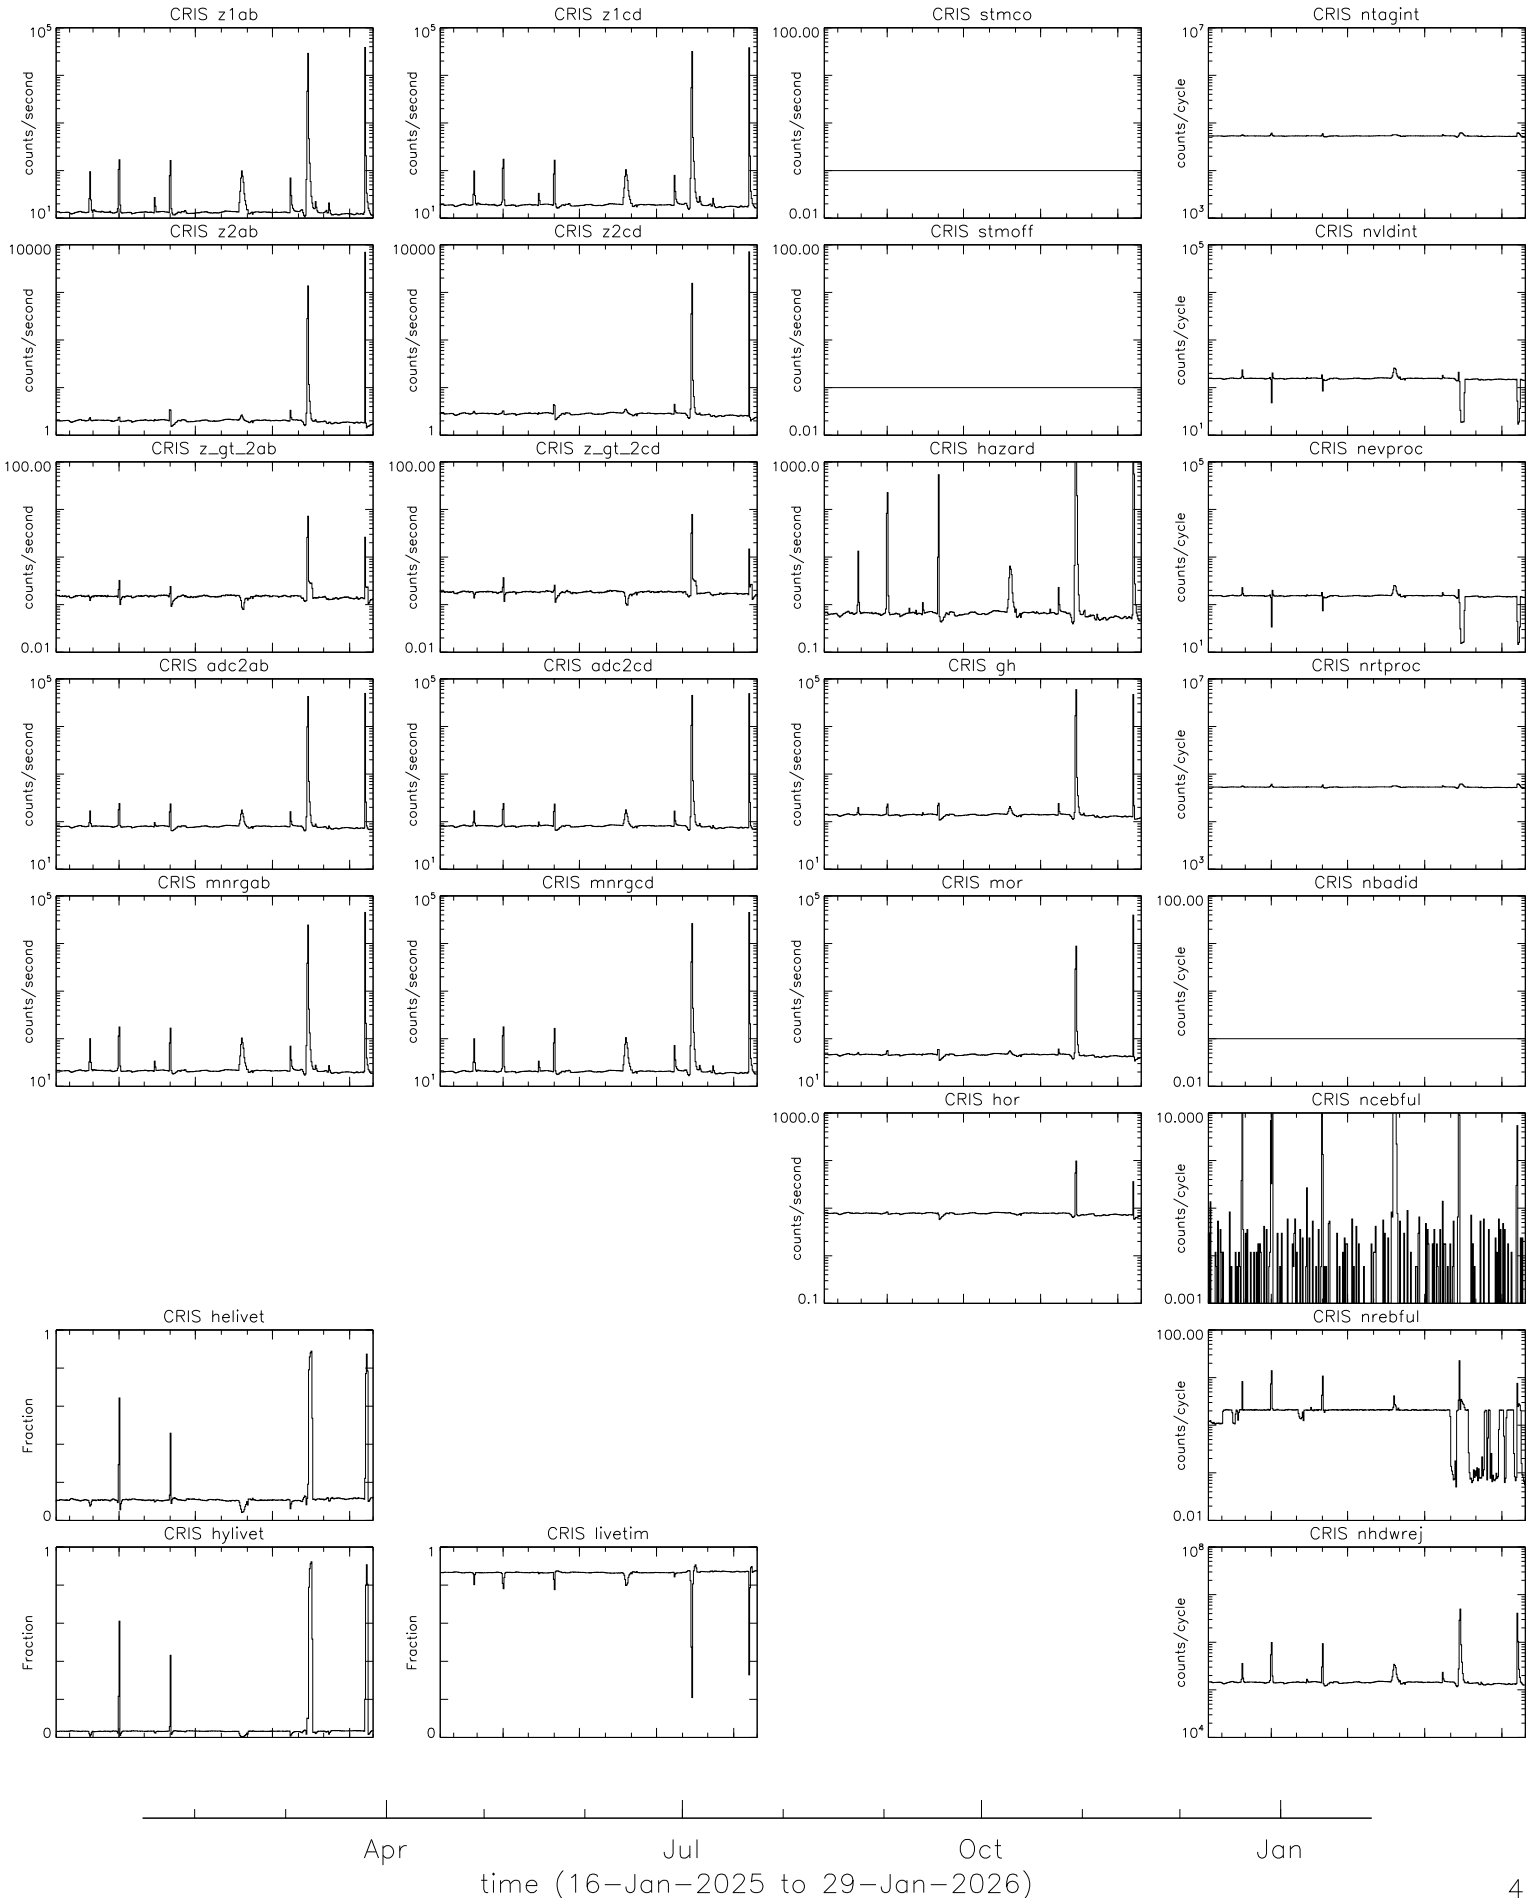 CRIS z1ab
10^5
counts/second
10^1
CRIS z1cd
10^5
counts/second
10^1
CRIS stmco
100.00
counts/second
0.01
CRIS ntagint
10^7
counts/cycle
10^3
CRIS z2ab
10000
counts/second
1
CRIS z2cd
10000
counts/second
1
CRIS stmoff
100.00
counts/second
0.01
CRIS nvldint
10^5
counts/cycle
10^1
CRIS z_gt_2ab
100.00
counts/second
0.01
CRIS z_gt_2cd
100.00
counts/second
0.01
CRIS hazard
1000.0
counts/second
0.1
CRIS nevproc
10^5
counts/cycle
10^1
CRIS adc2ab
10^5
counts/second
10^1
CRIS adc2cd
10^5
counts/second
10^1
CRIS gh
10^5
counts/second
10^1
CRIS nrtproc
10^7
counts/cycle
10^3
CRIS mnrgab
10^5
counts/second
10^1
CRIS mnrgcd
10^5
counts/second
10^1
CRIS mor
10^5
counts/second
10^1
CRIS nbadid
100.00
counts/cycle
0.01
CRIS hor
1000.0
counts/second
0.1
CRIS ncebful
10.000
counts/cycle
0.001
CRIS helivet
1
Fraction
0
CRIS nrebful
100.00
counts/cycle
0.01
CRIS hylivet
1
Fraction
0
CRIS livetim
1
Fraction
0
CRIS nhdwrej
10^8
counts/cycle
10^4
Apr Jul Oct Jan
time (16-Jan-2025 to 29-Jan-2026)
4